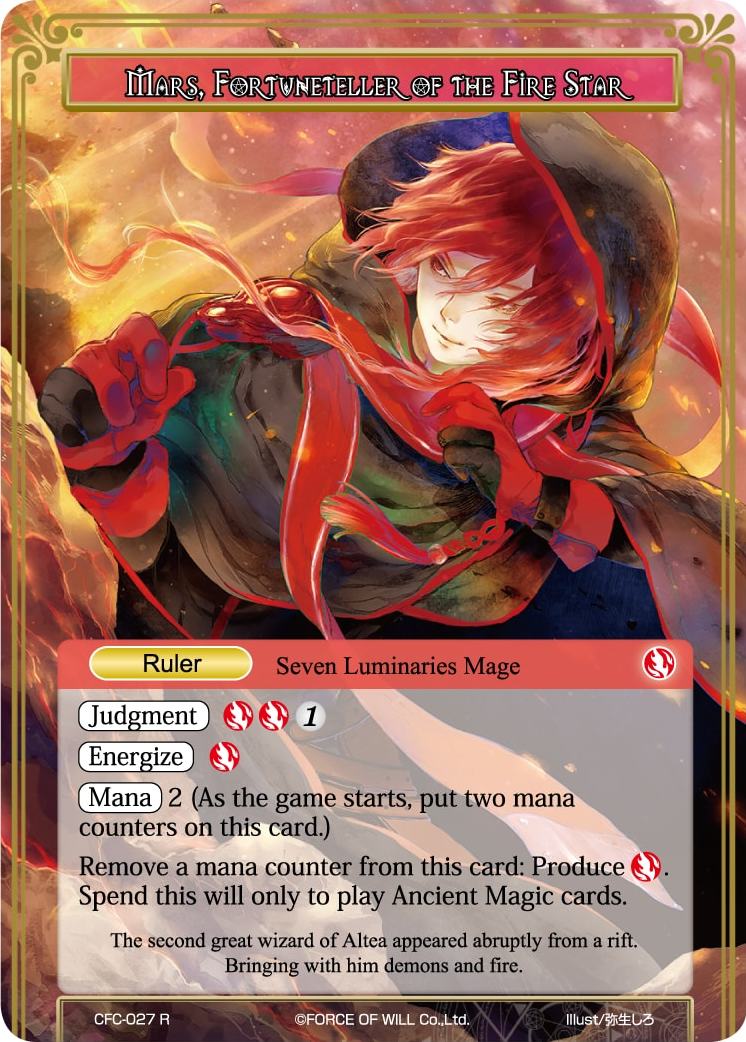 Mars, Fortuneteller of the Fire Star
Ruler Seven Luminaries Mage
Judgment 1
Energize
Mana 2 (As the game starts, put two mana
counters on this card.)
Remove a mana counter from this card: Produce .
Spend this will only to play Ancient Magic cards.
The second great wizard of Altea appeared abruptly from a rift.
Bringing with him demons and fire.
CFC-027 R ©FORCE OF WILL Co.,Ltd. Illust/弥生しろ